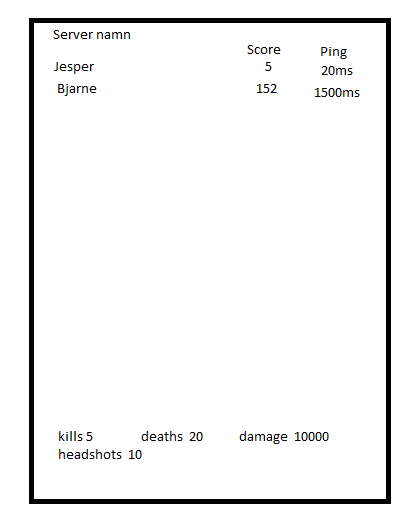 Server namn
Score Ping
Jesper 5 20ms
Bjarne 152 1500ms
kills 5 deaths 20 damage 10000
headshots 10